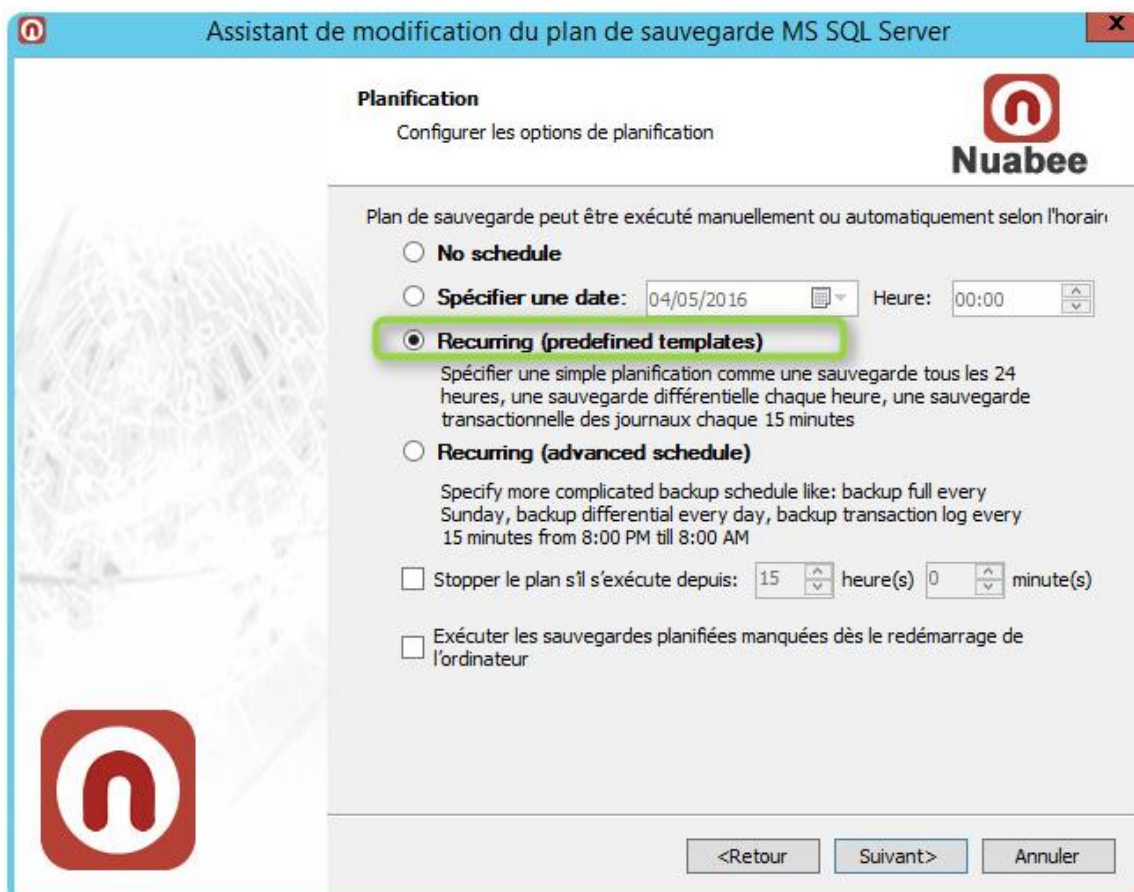 Assistant de modification du plan de sauvegarde MS SQL Server
x
Planification
Configurer les options de planification
Nuabee
Plan de sauvegarde peut être exécuté manuellement ou automatiquement selon l'horair
No schedule
Spécifier une date: 04/05/2016 Heure: 00:00
Recurring (predefined templates)
Spécifier une simple planification comme une sauvegarde tous les 24
heures, une sauvegarde différentielle chaque heure, une sauvegarde
transactionnelle des journaux chaque 15 minutes
Recurring (advanced schedule)
Specify more complicated backup schedule like: backup full every
Sunday, backup differential every day, backup transaction log every
15 minutes from 8:00 PM till 8:00 AM
Stopper le plan s'il s'exécute depuis: 15 heure(s) 0 minute(s)
Exécuter les sauvegardes planifiées manquées dès le redémarrage de
l'ordinateur
<Retour Suivant> Annuler